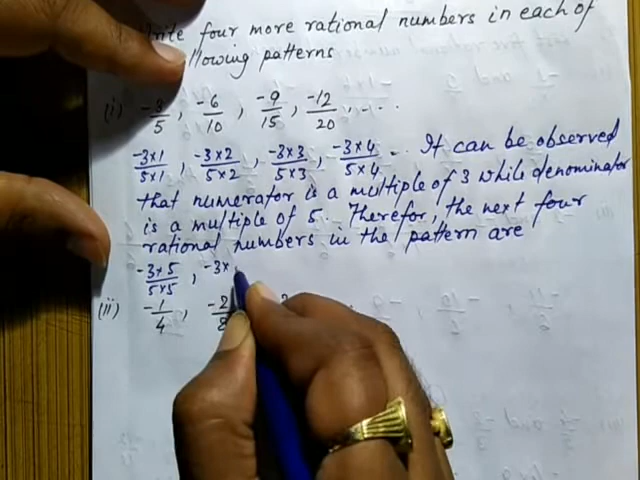 rite four more rational numbers in each of
llowing patterns
(i) -3/5 , -6/10 , -9/15 , -12/20 , ....
-3×1/5×1 , -3×2/5×2 , -3×3/5×3 , -3×4/5×4 .. It can be observed
that numerator is a multiple of 3 while denominator
is a multiple of 5. Therefor, the next four
rational numbers in the pattern are
-3×5/5×5 , -3×
(ii) -1/4 , -2/8